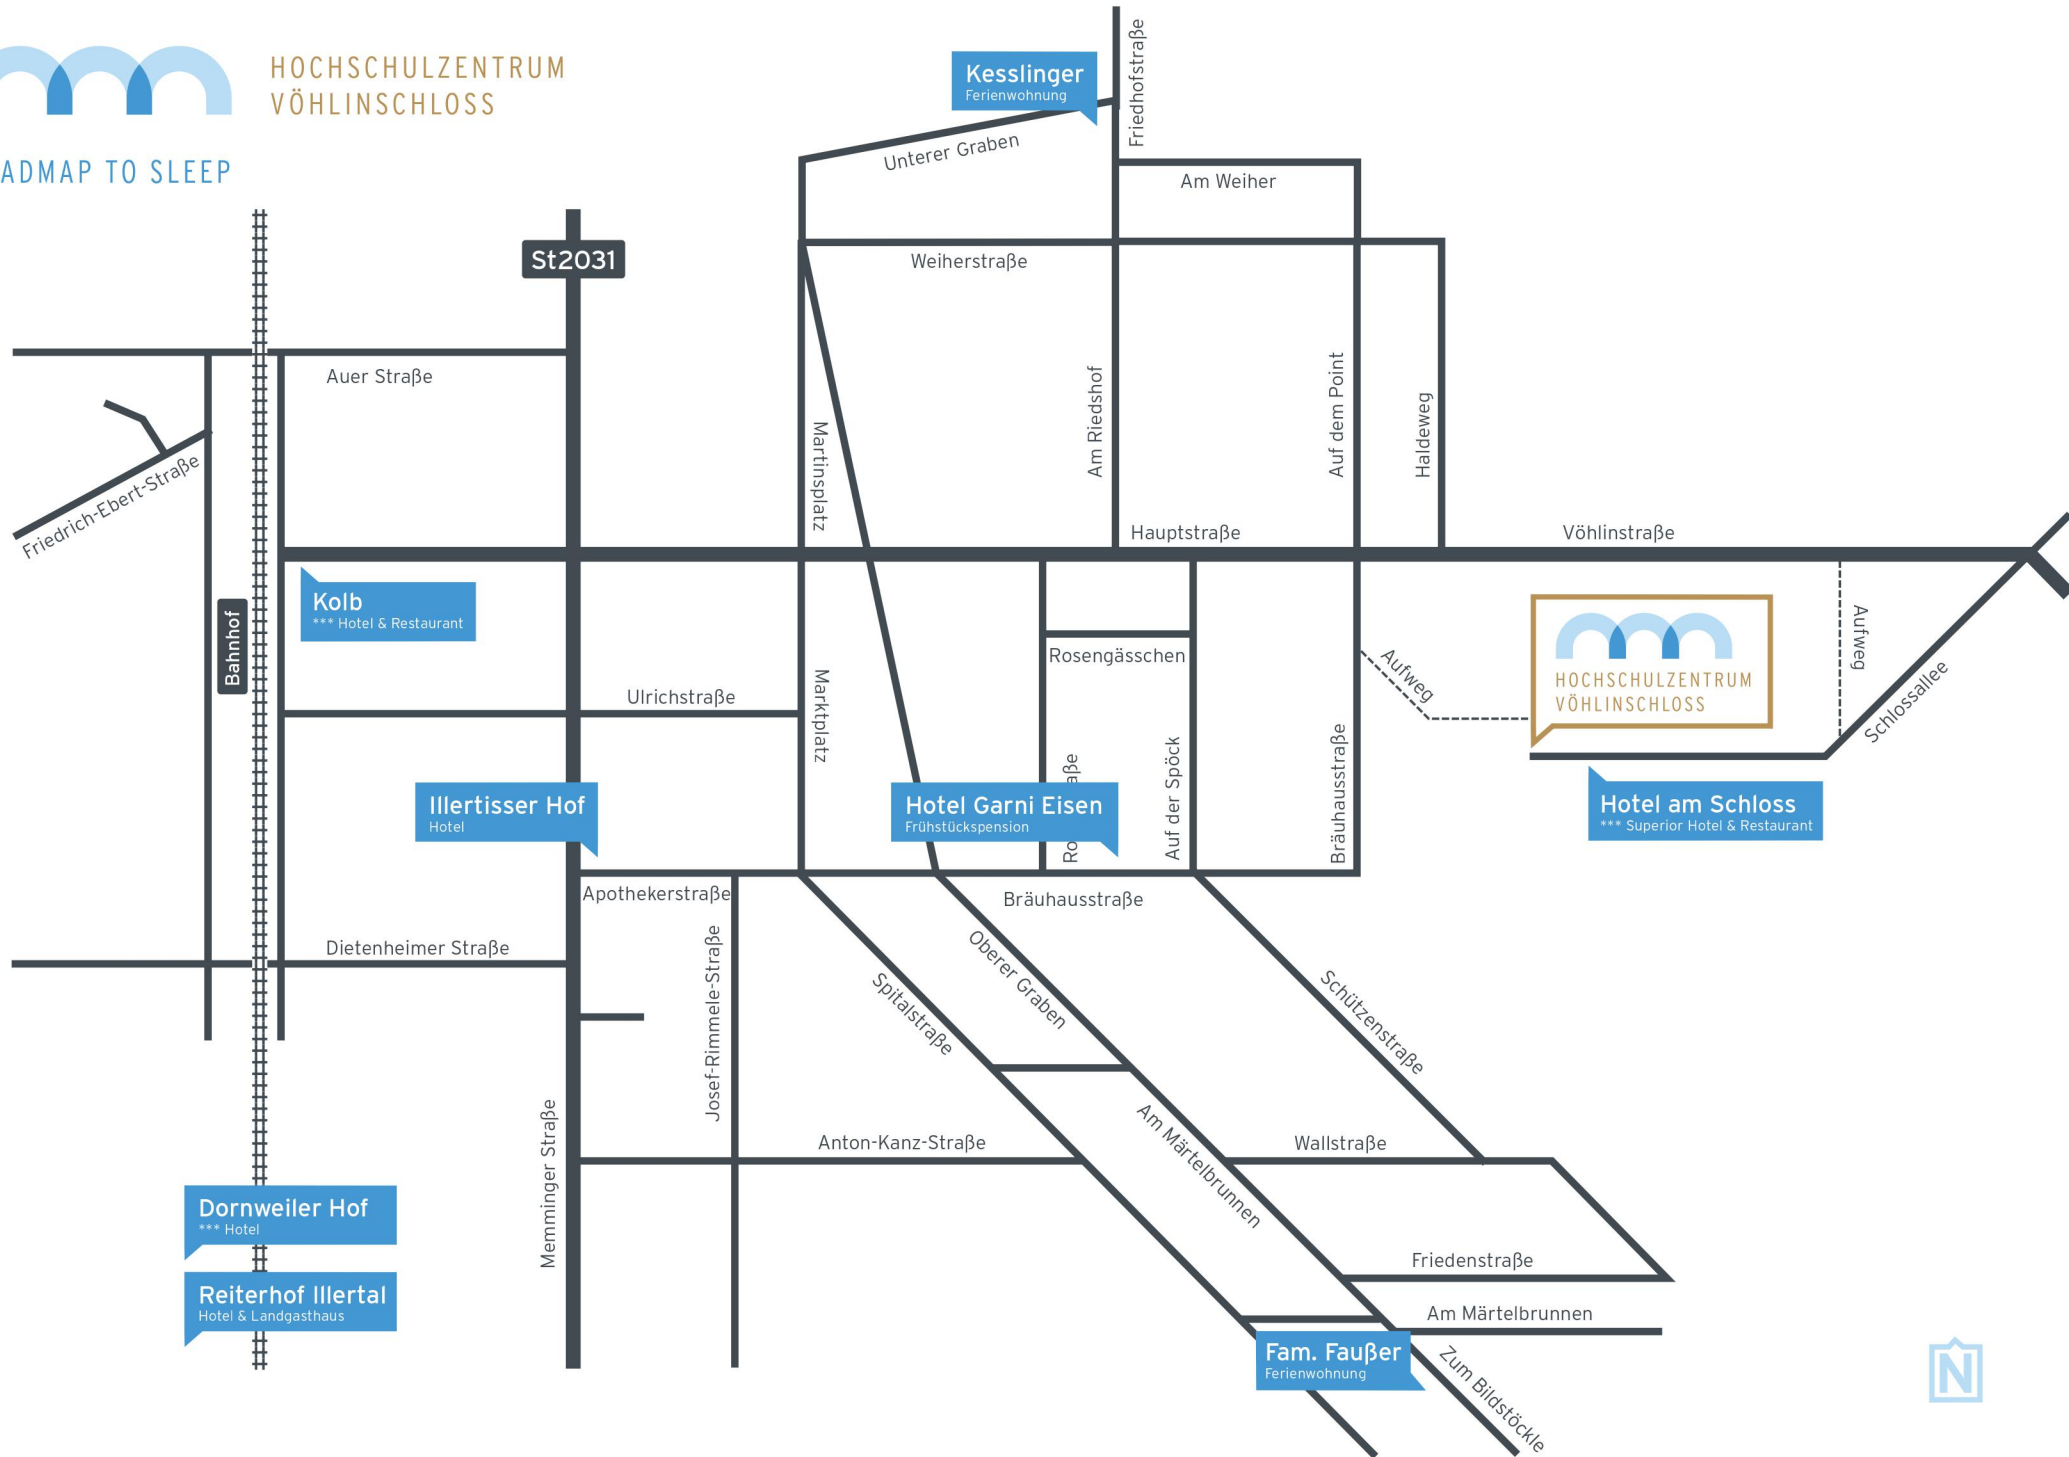 HOCHSCHULZENTRUM
VÖHLINSCHLOSS
ADMAP TO SLEEP
Kesslinger
Ferienwohnung
Friedhofstraße
Unterer Graben
Am Weiher
St2031
Weiherstraße
Auer Straße
Martinsplatz
Am Riedshof
Auf dem Point
Haldeweg
Friedrich-Ebert-Straße
Hauptstraße
Vöhlinstraße
Kolb
*** Hotel & Restaurant
Bahnhof
Rosengässchen
Aufweg
HOCHSCHULZENTRUM
VÖHLINSCHLOSS
Aufweg
Schlossallee
Ulrichstraße
Marktplatz
Ro
aße
Auf der Spöck
Bräuhausstraße
Illertisser Hof
Hotel
Hotel Garni Eisen
Frühstückspension
Hotel am Schloss
*** Superior Hotel & Restaurant
Apothekerstraße
Bräuhausstraße
Dietenheimer Straße
Josef-Rimmele-Straße
Spitalstraße
Oberer Graben
Schützenstraße
Memminger Straße
Anton-Kanz-Straße
Am Märtelbrunnen
Wallstraße
Dornweiler Hof
*** Hotel
Reiterhof Illertal
Hotel & Landgasthaus
Friedenstraße
Am Märtelbrunnen
Fam. Faußer
Ferienwohnung
Zum Bildstöckle
N